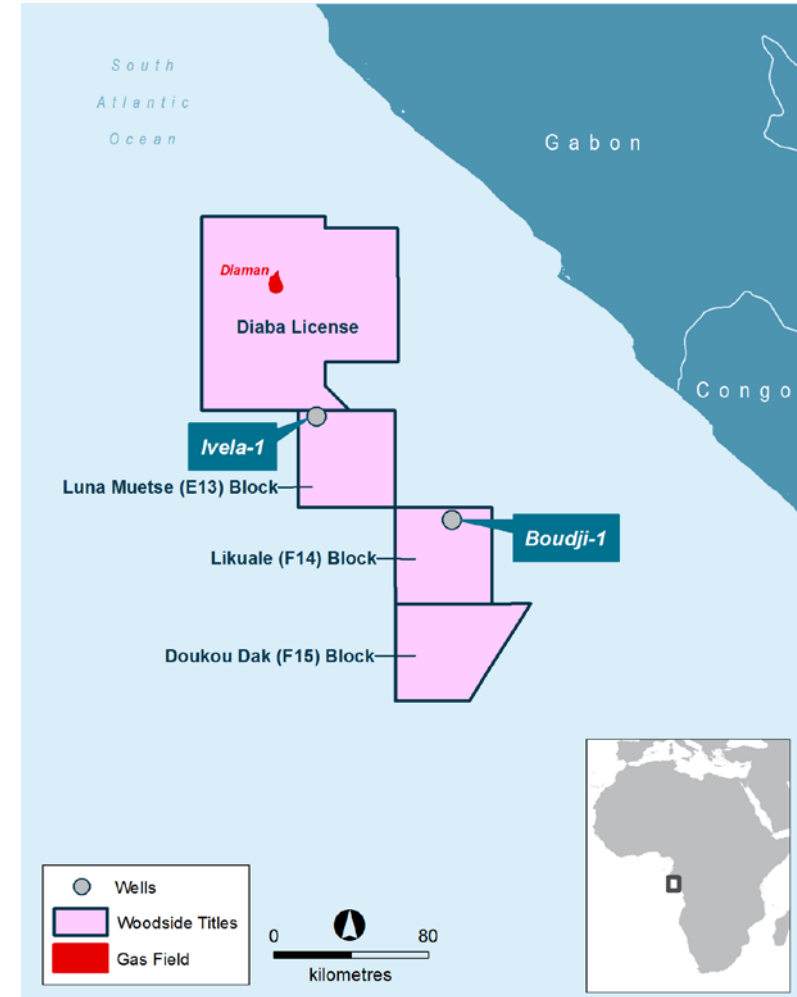 South
Atlantic
Ocean
Gabon
Diaman
Diaba License
Congo
Ivela-1
Luna Muetse (E13) Block
Boudji-1
Likuale (F14) Block
Doukou Dak (F15) Block
Wells
Woodside Titles
Gas Field
0 80
kilometres